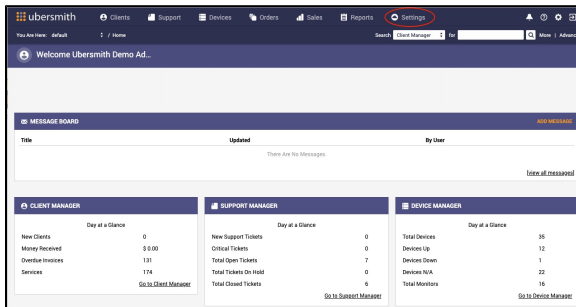 ubersmith Clients Support Devices Orders Sales Reports Settings
You Are Here: default / Home Search Client Manager for More | Advanc
Welcome Ubersmith Demo Ad...
MESSAGE BOARD ADD MESSAGE
Title Updated By User
There Are No Messages.
[view all messages]
CLIENT MANAGER
Day at a Glance
New Clients 0
Money Received $ 0.00
Overdue Invoices 131
Services 174
Go to Client Manager
SUPPORT MANAGER
Day at a Glance
New Support Tickets 0
Critical Tickets 0
Total Open Tickets 7
Total Tickets On Hold 0
Total Closed Tickets 6
Go to Support Manager
DEVICE MANAGER
Day at a Glance
Total Devices 35
Devices Up 12
Devices Down 1
Devices N/A 22
Total Monitors 16
Go to Device Manager